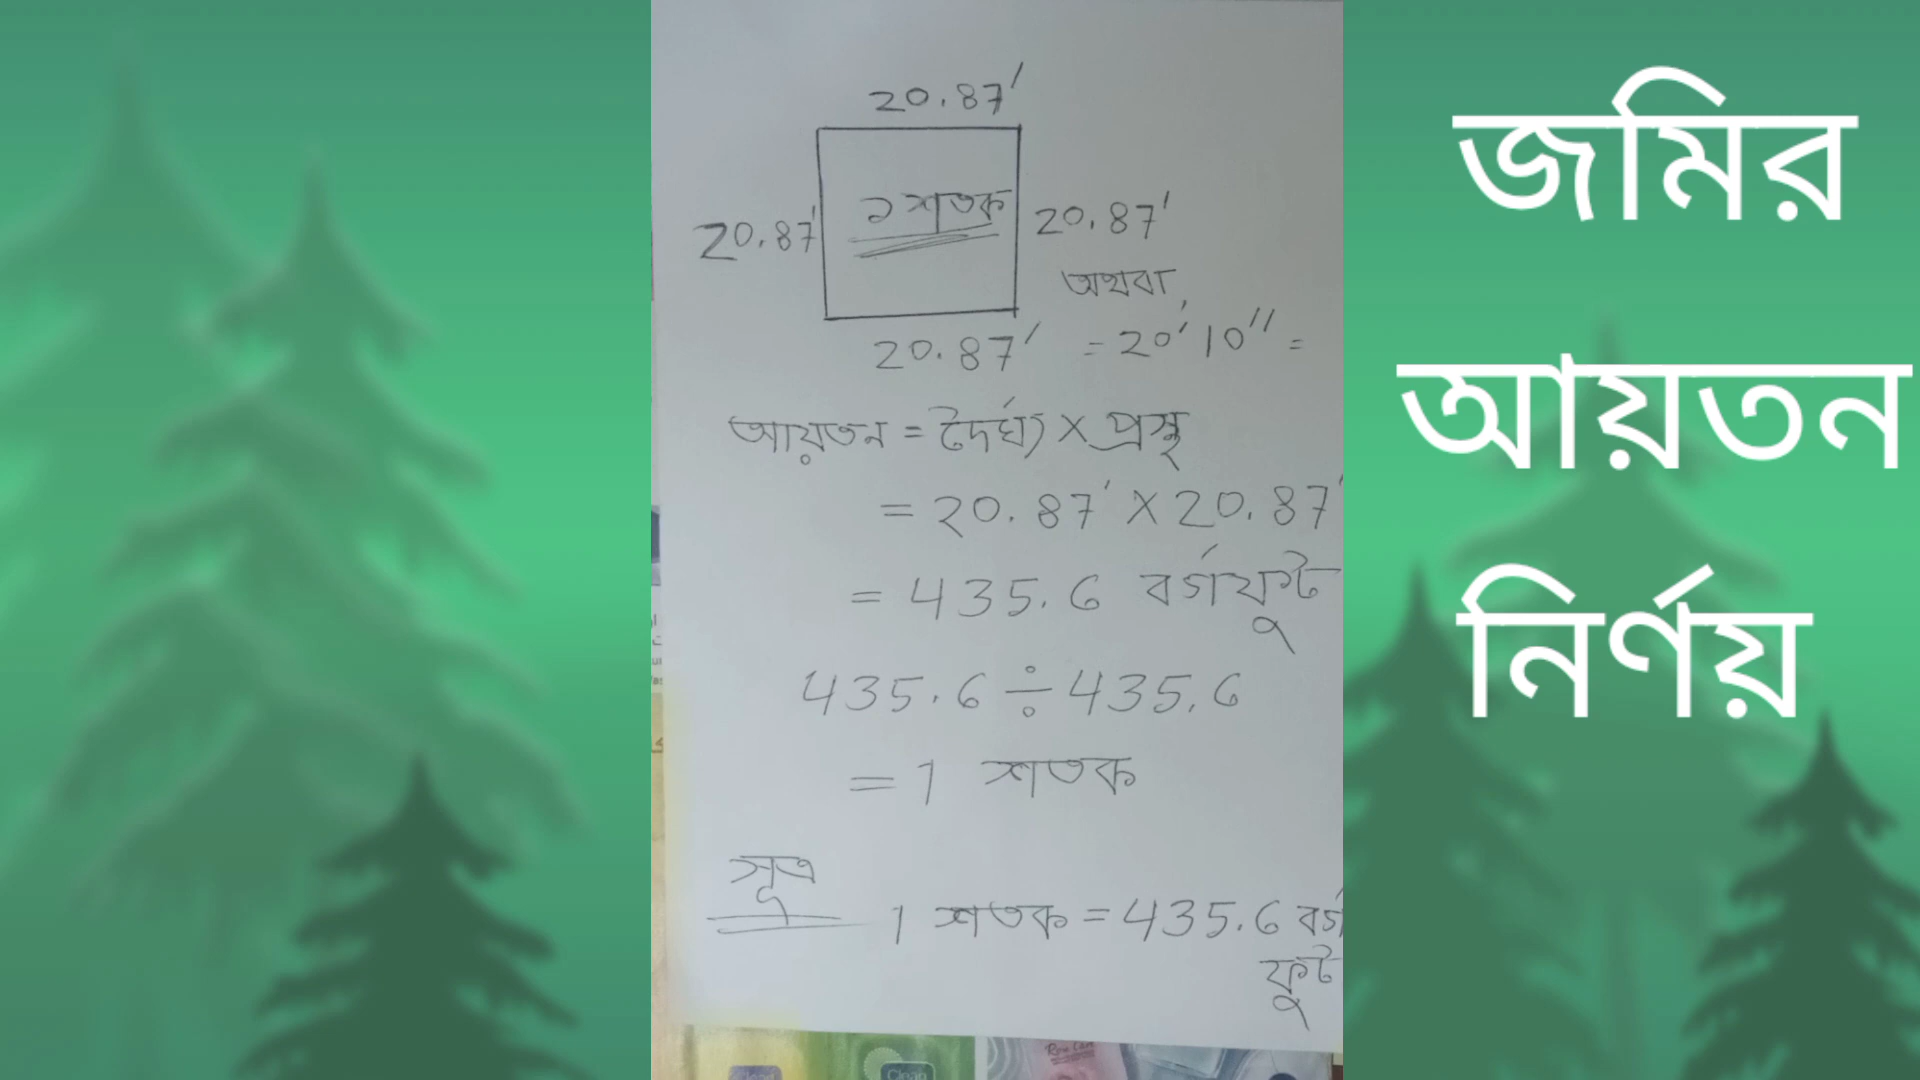 20.87'
১ শতক
20.87'
20.87'
অথবা,
20.87' = 20' 10" =
আয়তন = দৈর্ঘ্য × প্রস্থ
= 20.87' × 20.87'
= 435.6 বর্গফুট
435.6 ÷ 435.6
= 1 শতক
সূত্র
1 শতক = 435.6 বর্গ
ফুট
জমির
আয়তন
নির্ণয়
Clean
Clean